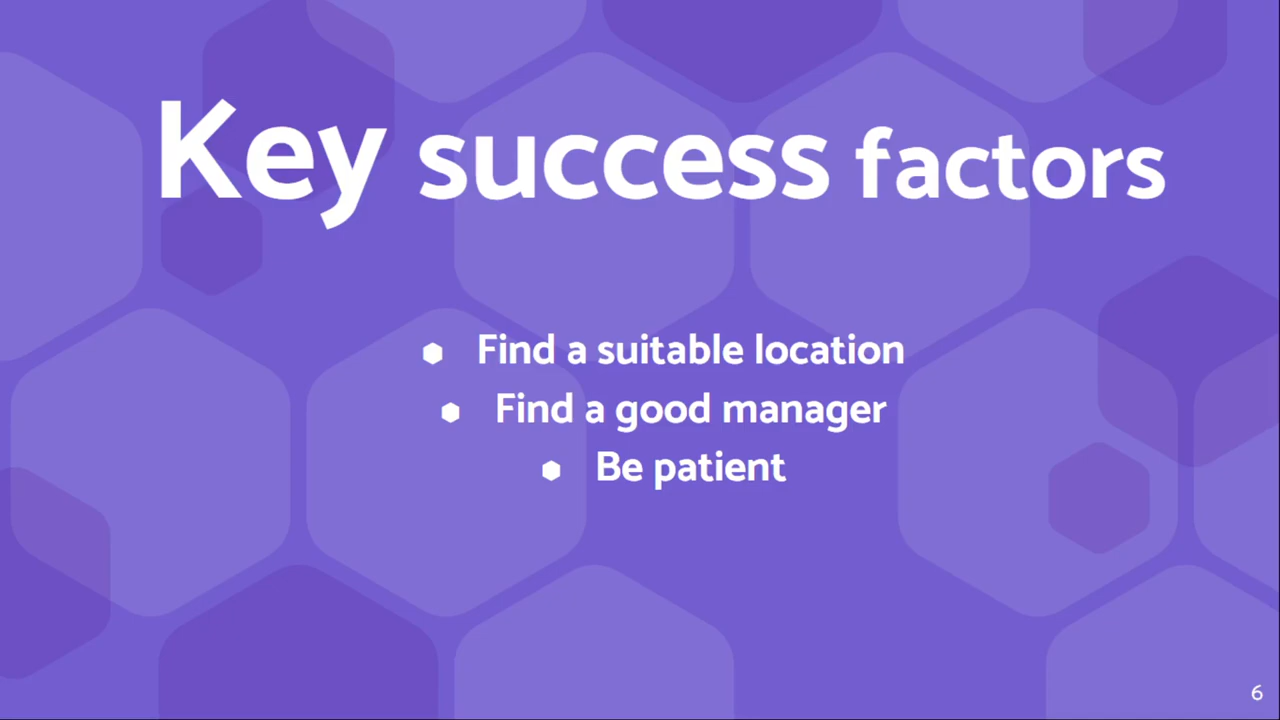 Key success factors
Find a suitable location
Find a good manager
Be patient
6